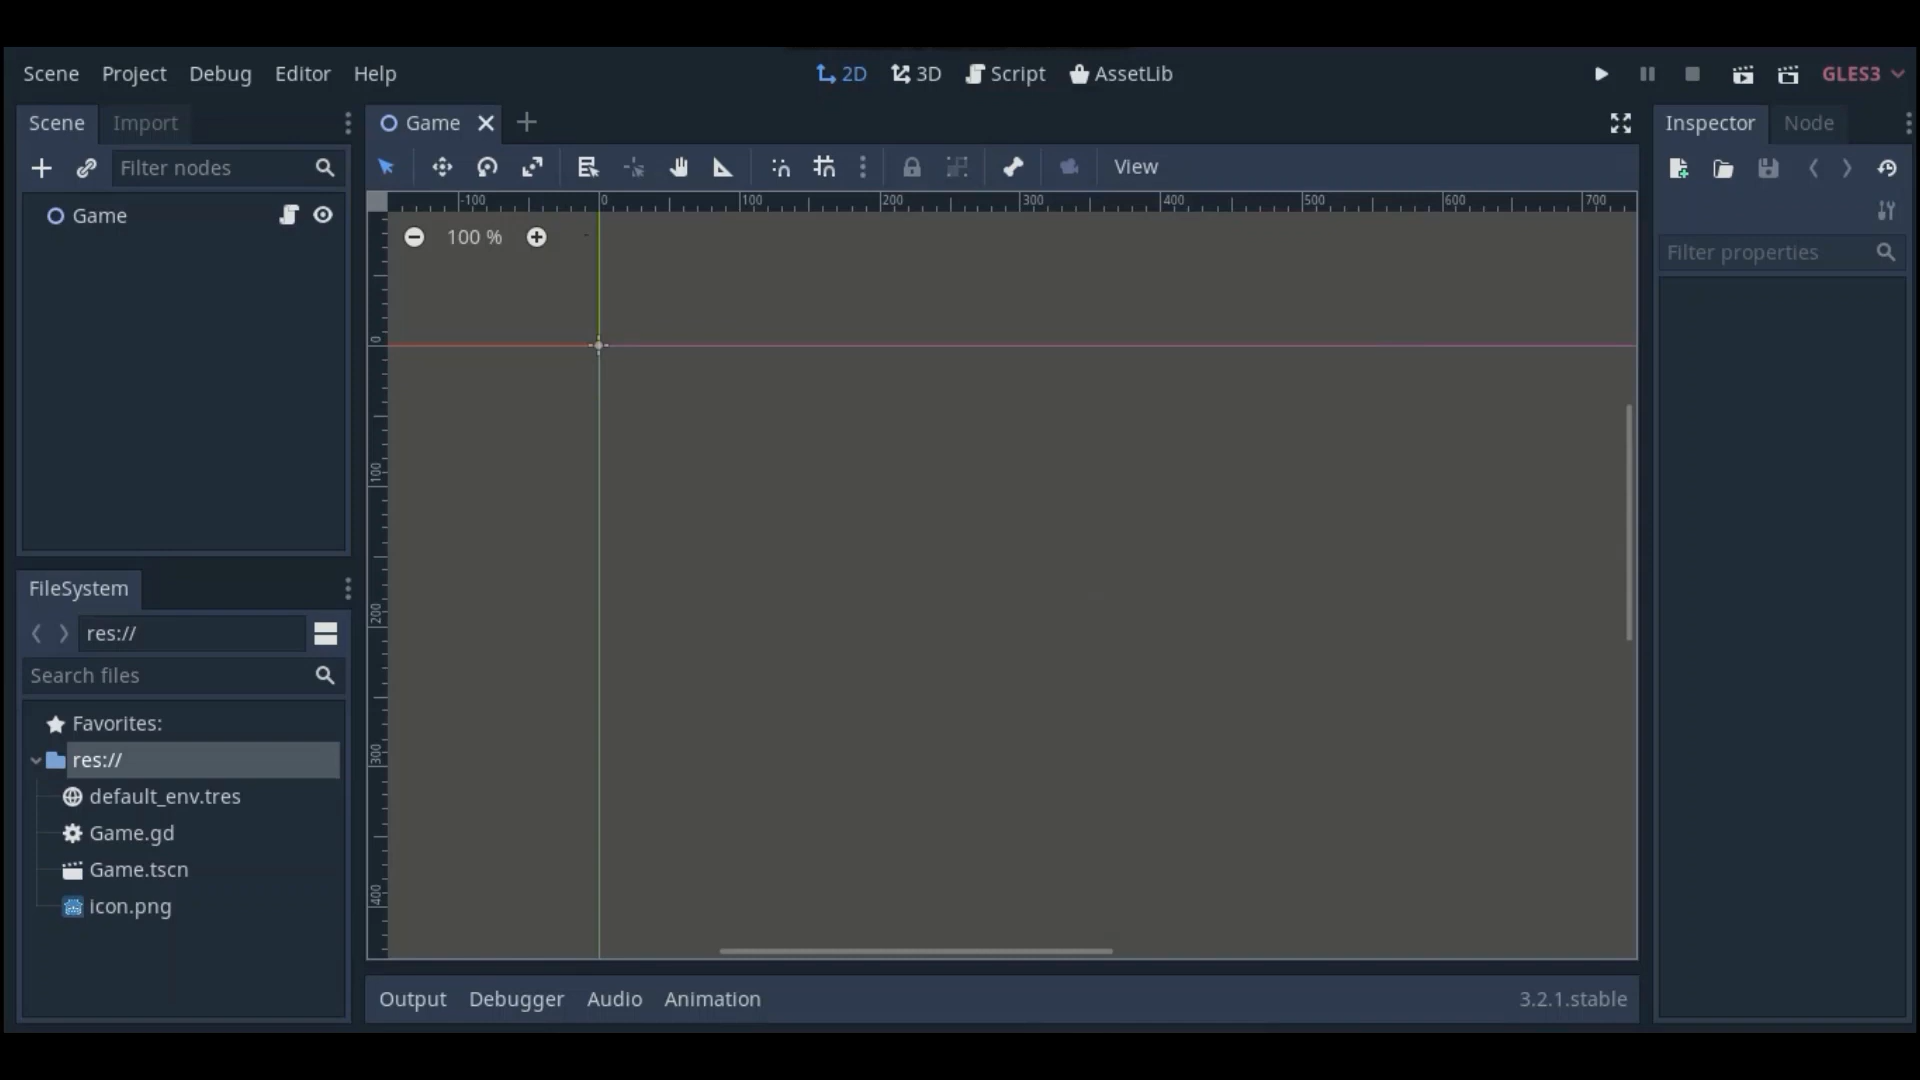 Scene Project Debug Editor Help
2D 3D Script AssetLib
GLES3
Scene Import
Filter nodes
Game
FileSystem
res://
Search files
Favorites:
res://
default_env.tres
Game.gd
Game.tscn
icon.png
Game
View
-100 0 100 200 300 400 500 600 700
100 %
0
100
200
300
400
Output Debugger Audio Animation
3.2.1.stable
Inspector Node
Filter properties